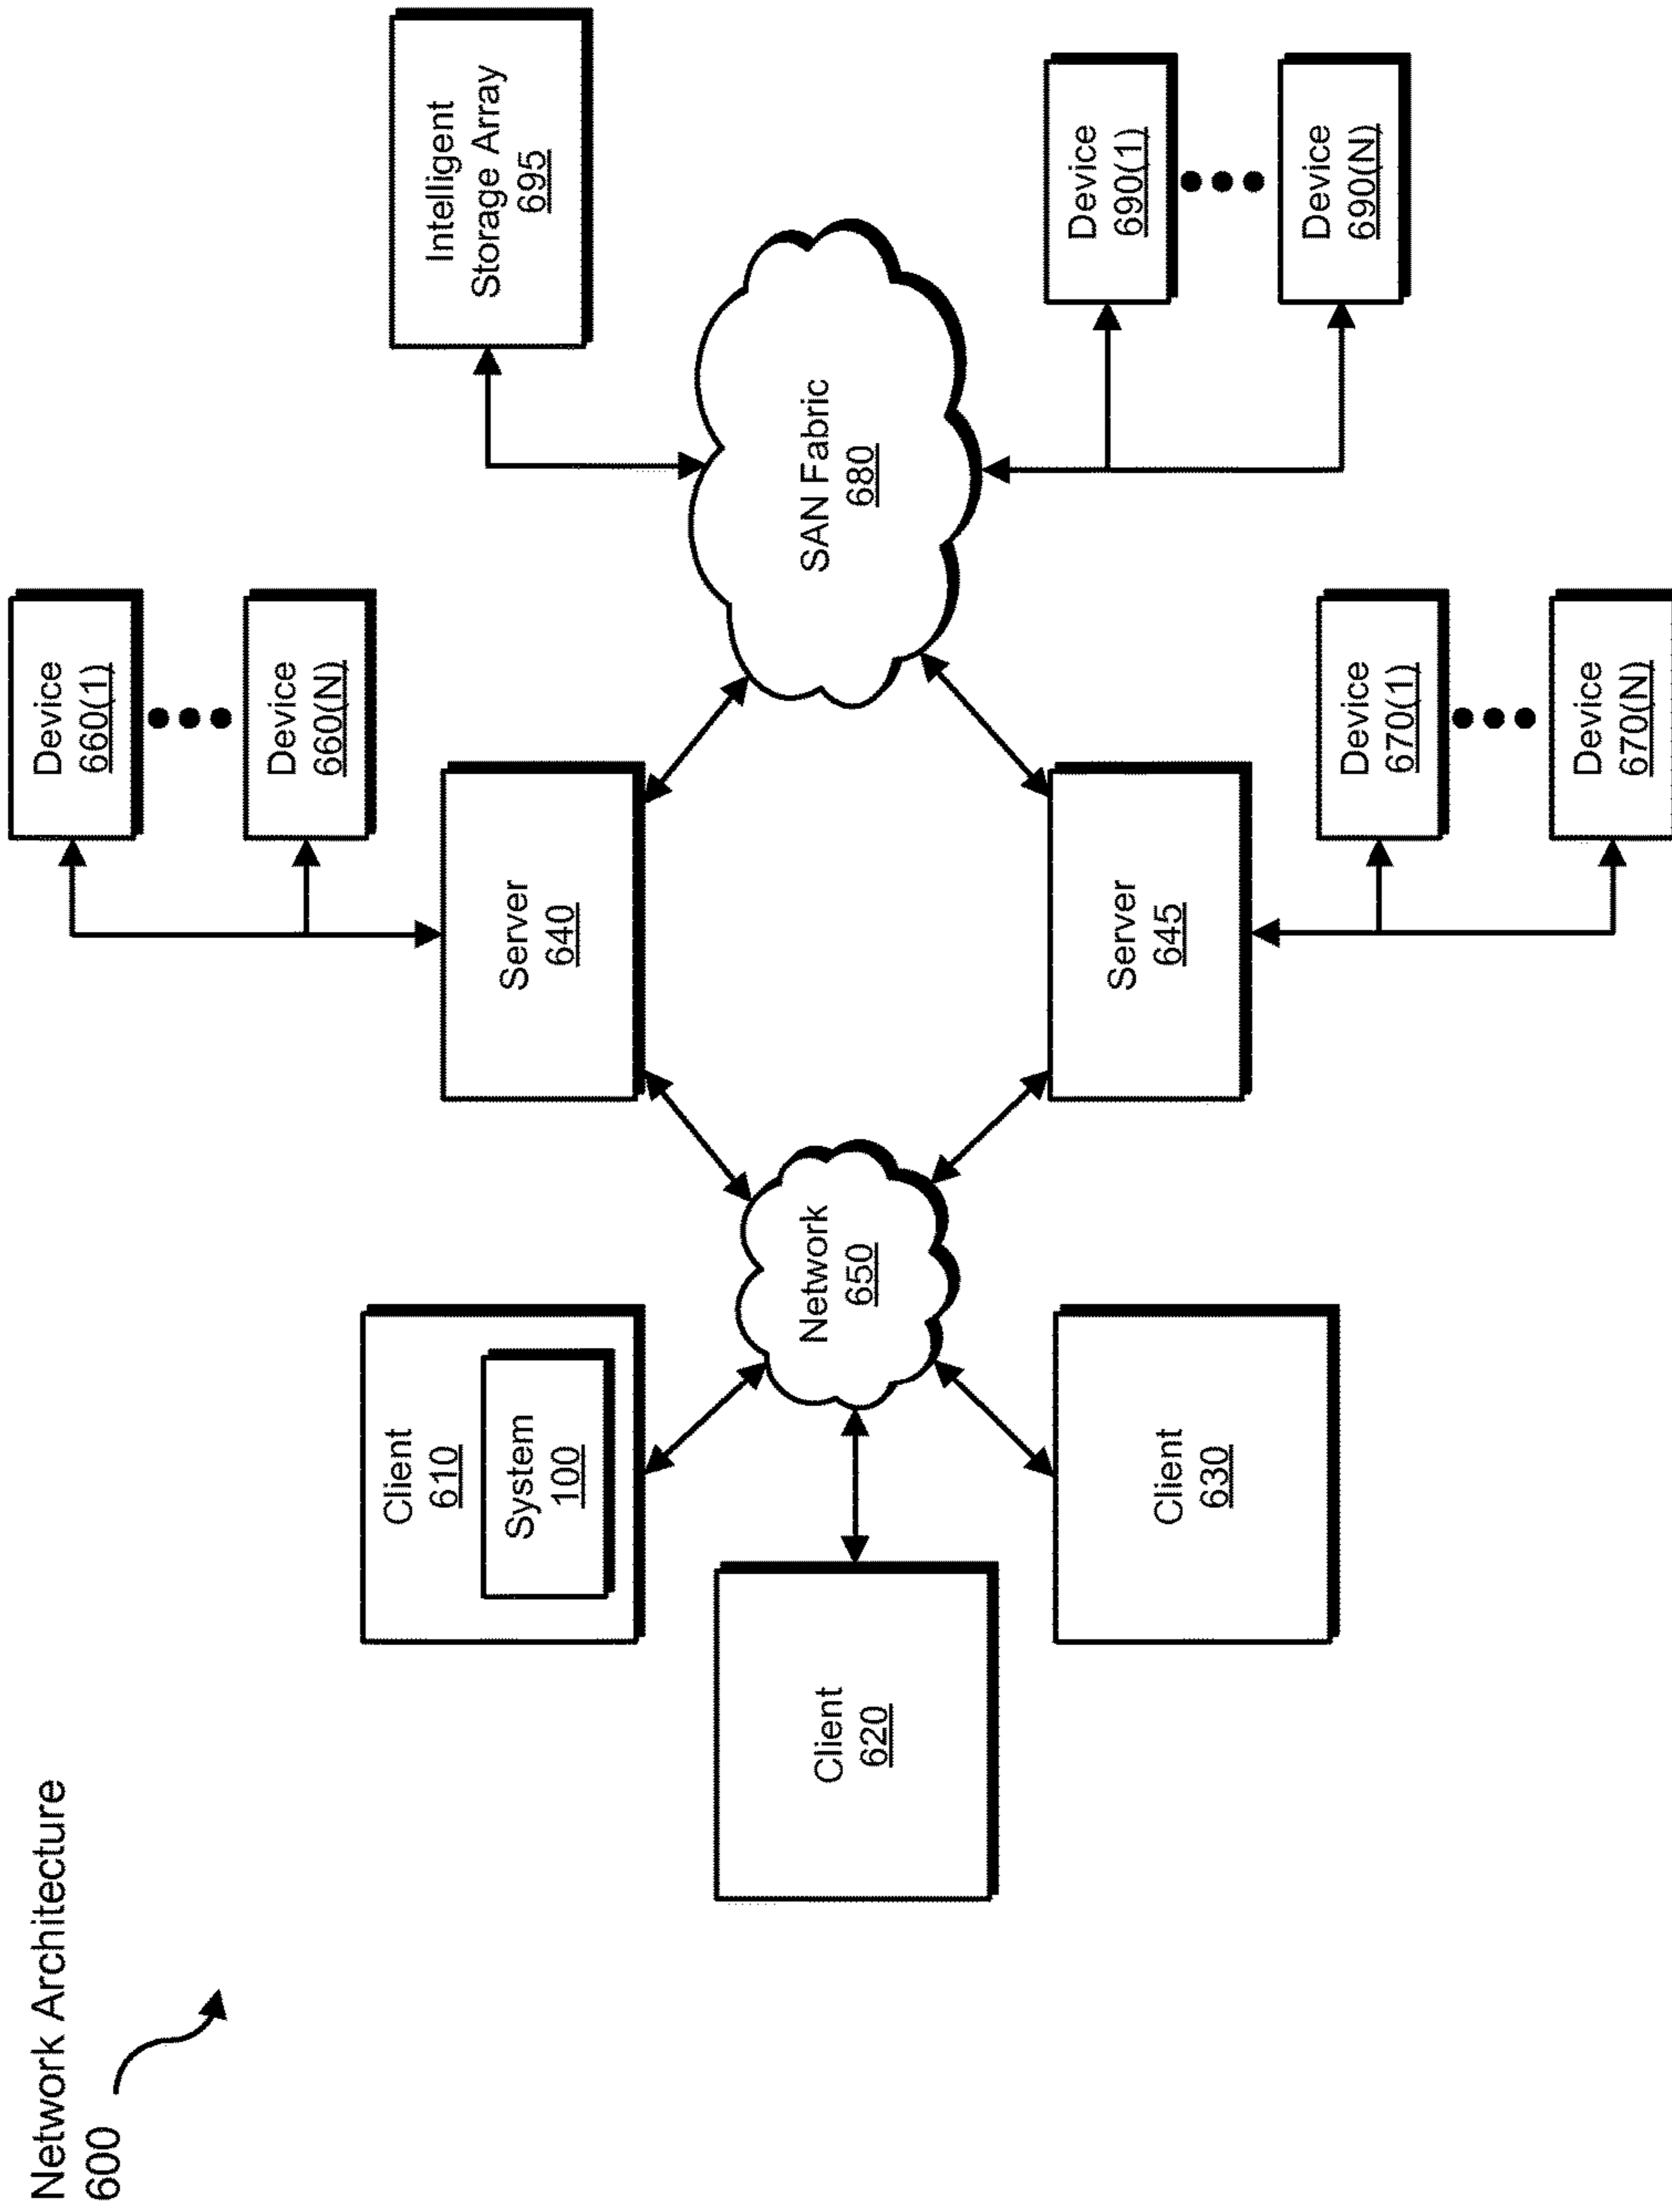 Network Architecture
600
Client
610
System
100
Client
620
Client
630
Network
650
Server
640
Server
645
Device
660(1)
Device
660(N)
Device
670(1)
Device
670(N)
SAN Fabric
680
Intelligent
Storage Array
695
Device
690(1)
Device
690(N)